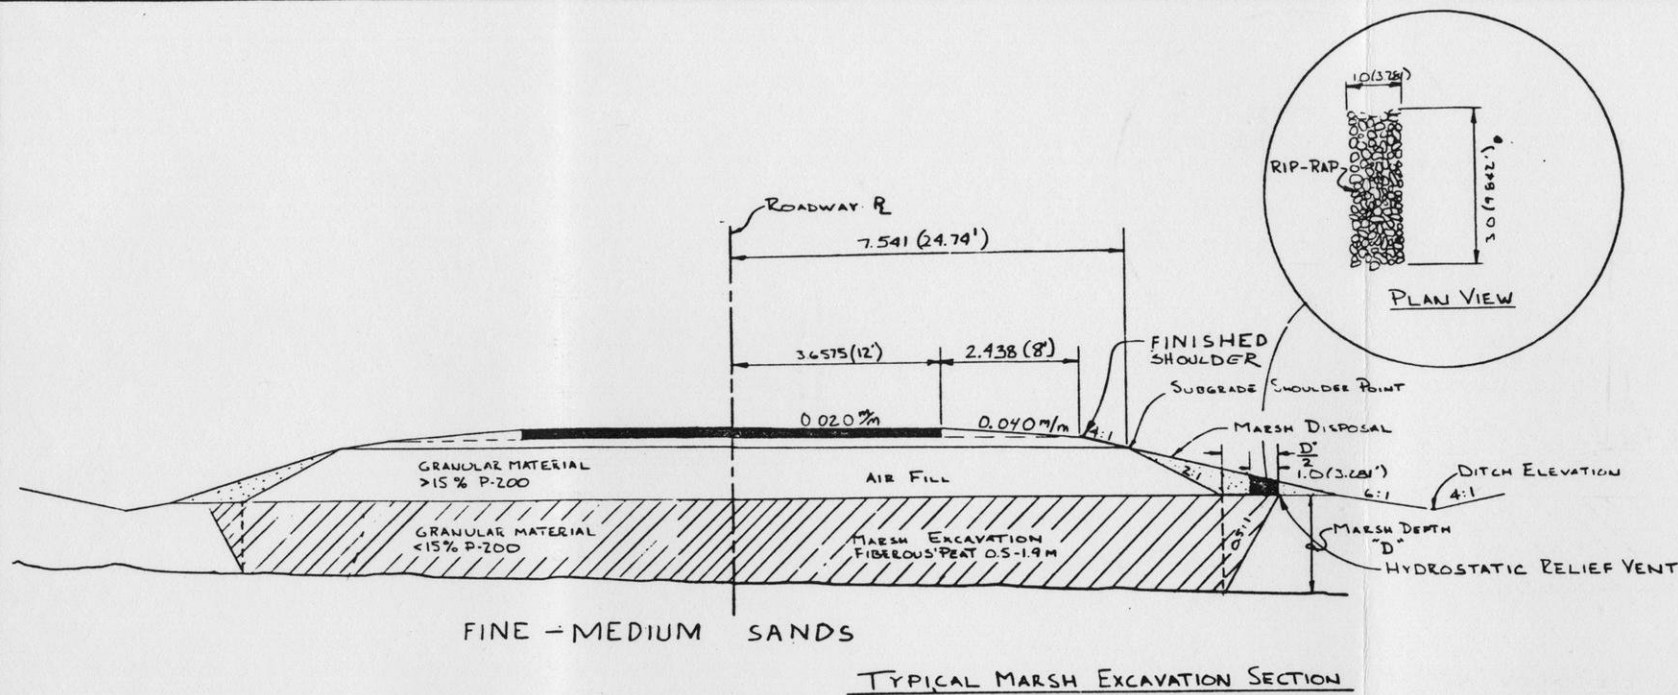 1.0 (3.281)
RIP-RAP
3.0 (9.842')
PLAN VIEW
ROADWAY ℄
7.541 (24.74')
3.6575 (12')
2.438 (8')
FINISHED
SHOULDER
SUBGRADE SHOULDER POINT
0.020 m/m
0.040 m/m
4:1
MARSH DISPOSAL
D'
2
1.0 (3.281')
DITCH ELEVATION
GRANULAR MATERIAL
>15% P-200
AIR FILL
2:1
6:1
4:1
GRANULAR MATERIAL
<15% P-200
MARSH EXCAVATION
FIBEROUS PEAT 0.5-1.9 M
0.5:1
MARSH DEPTH
"D"
HYDROSTATIC RELIEF VENT
FINE - MEDIUM SANDS
TYPICAL MARSH EXCAVATION SECTION